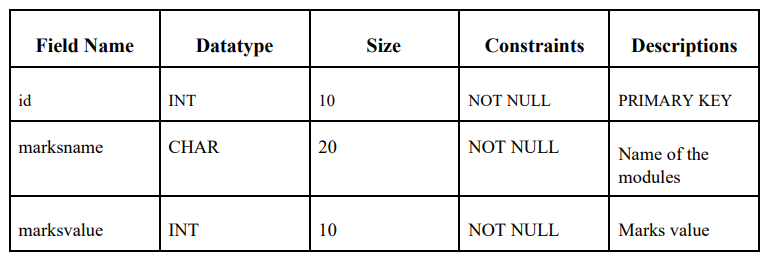 Field Name Datatype Size Constraints Descriptions
id INT 10 NOT NULL PRIMARY KEY
marksname CHAR 20 NOT NULL Name of the
modules
marksvalue INT 10 NOT NULL Marks value